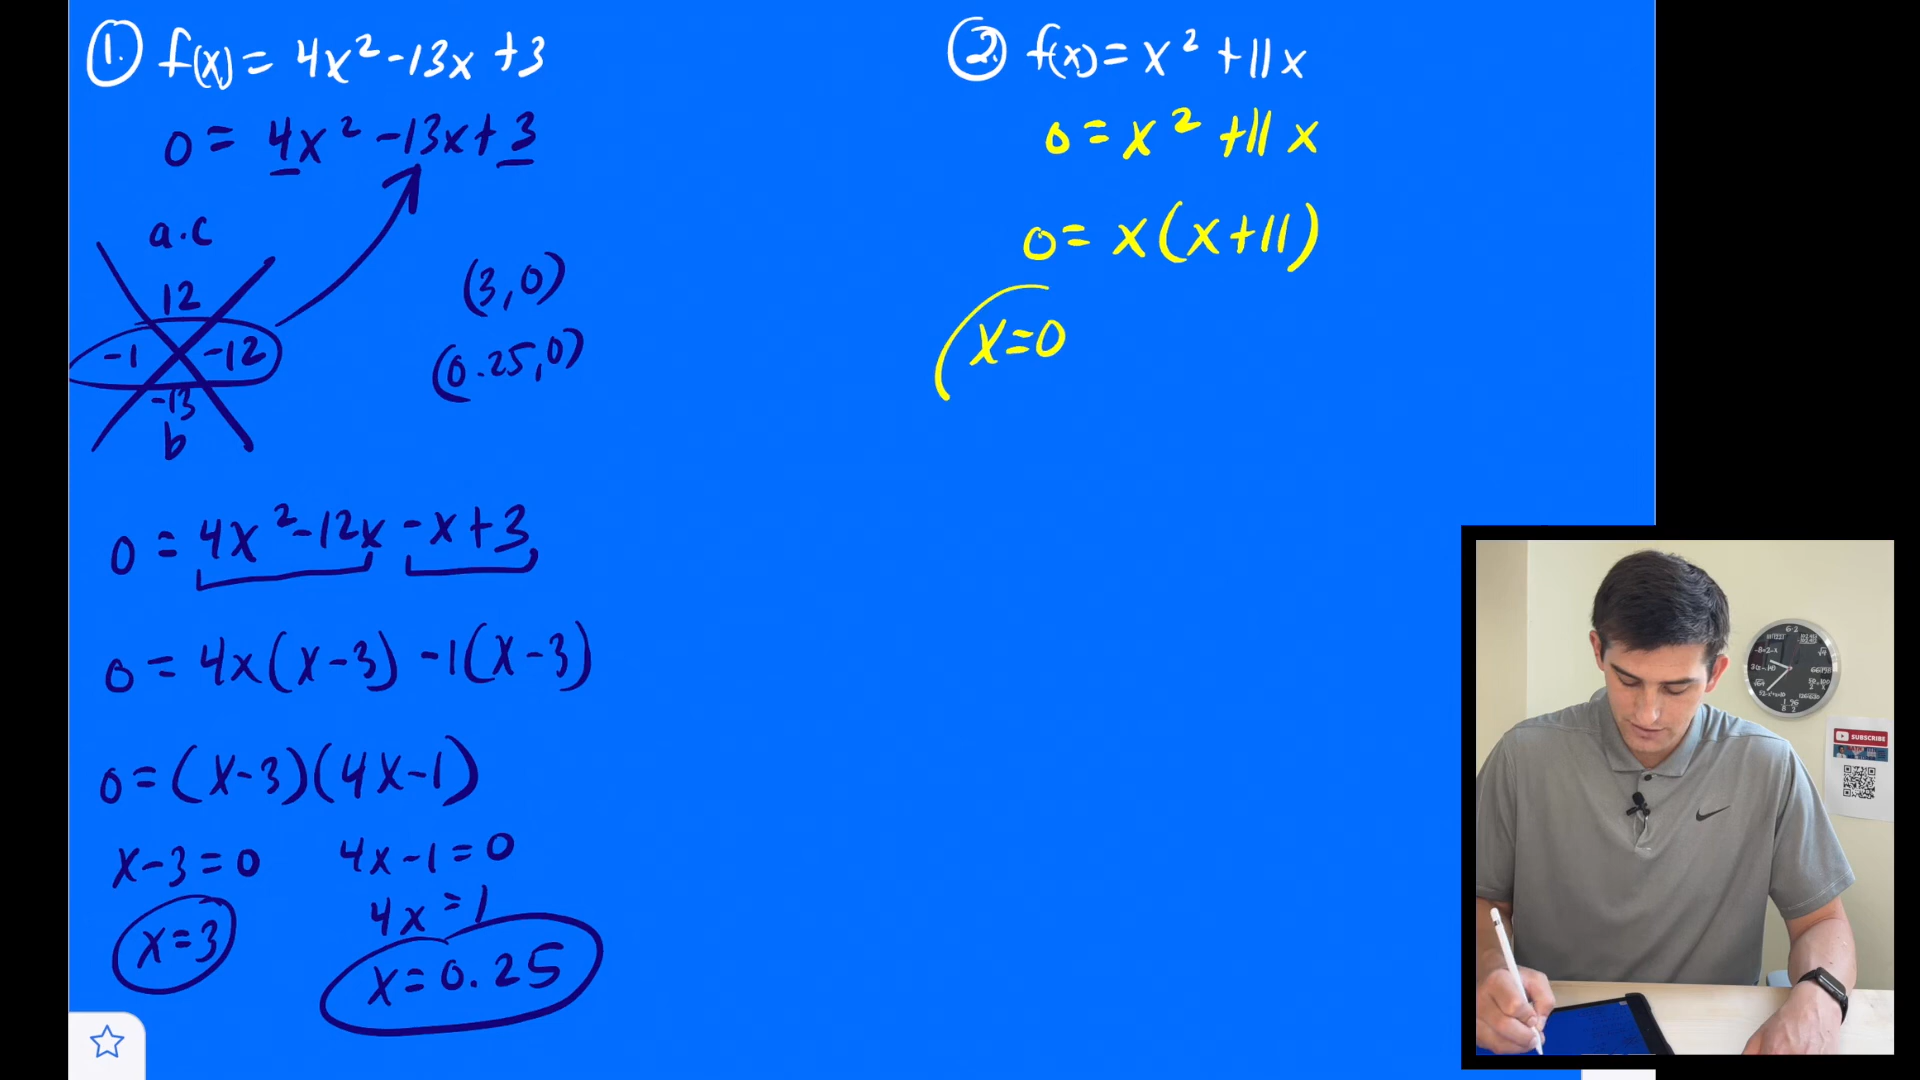 1. f(x) = 4x² -13x +3
0 = 4x² -13x + 3
a.c
12
-1 -12
-13
b
(3,0)
(0.25,0)
0 = 4x² -12x - x + 3
0 = 4x(x-3) -1(x-3)
0 = (x-3)(4x-1)
x-3=0
x=3
4x-1=0
4x=1
x=0.25
2. f(x) = x² +11x
0 = x² +11x
0 = x(x+11)
x=0
SUBSCRIBE